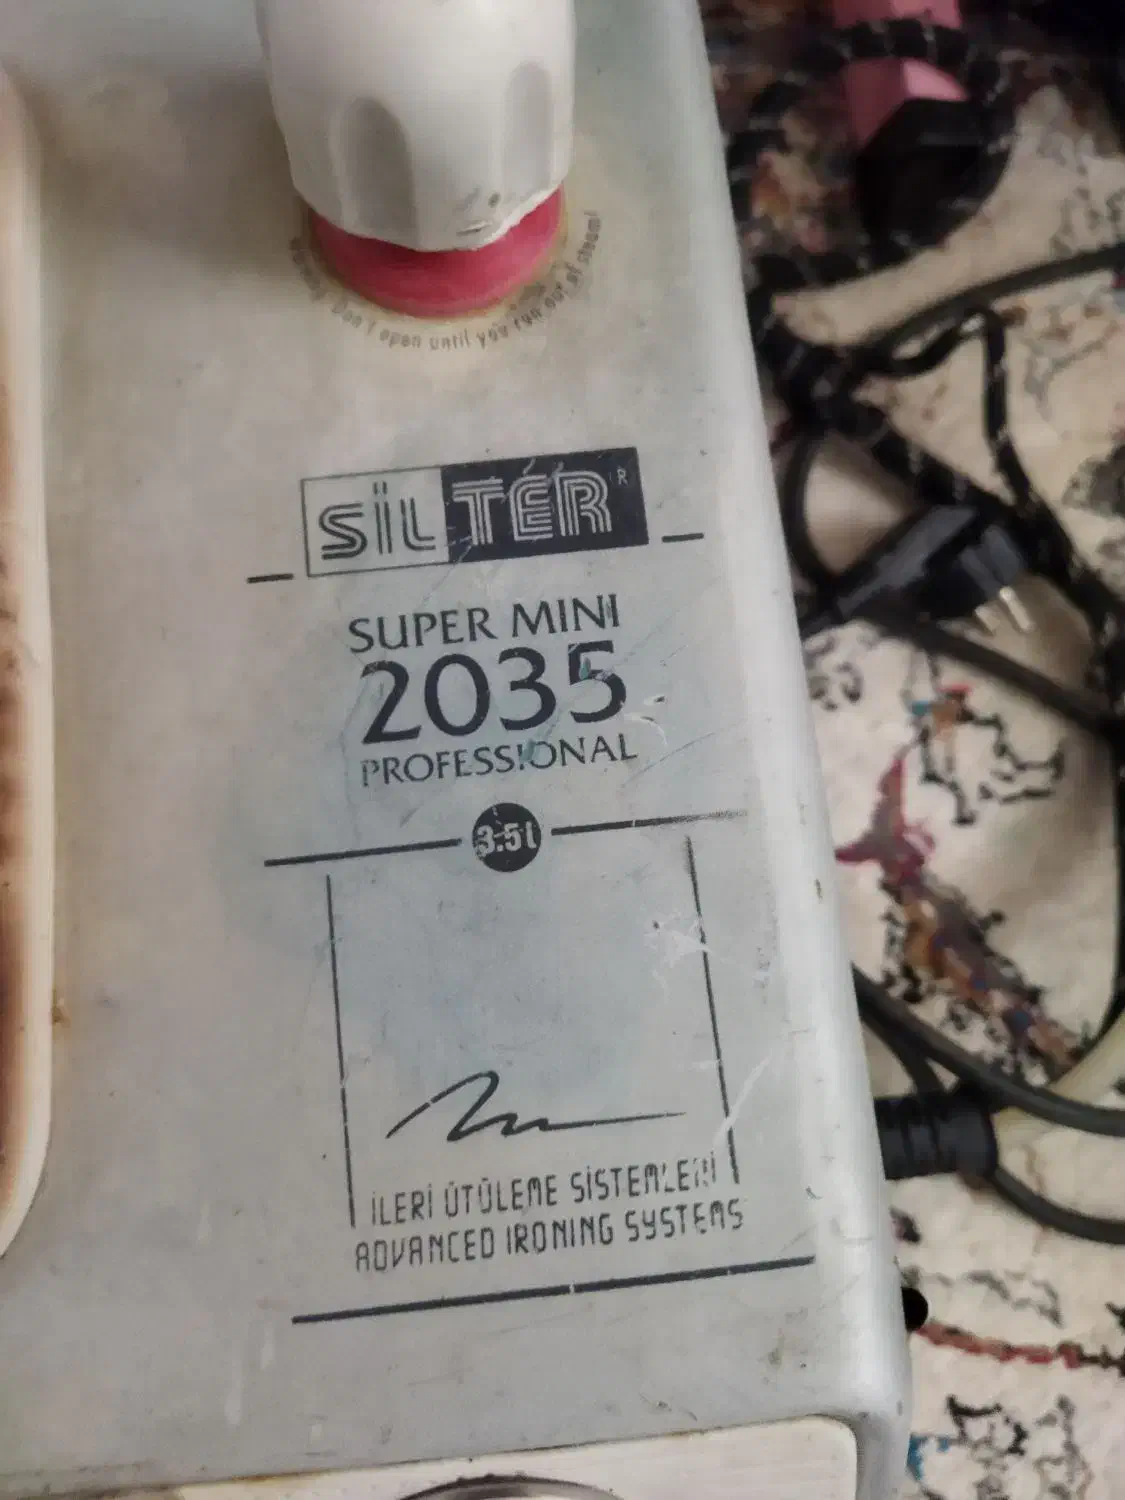 Warning! Don't open until you run out of steam!
SİLTER R
SUPER MINI
2035
PROFESSIONAL
3.5l
İLERİ ÜTÜLEME SİSTEMLERİ
ADVANCED IRONING SYSTEMS